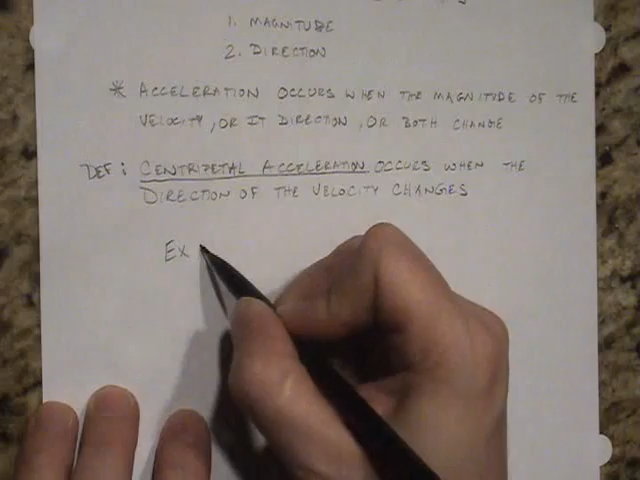 1. MAGNITUDE
2. DIRECTION
* ACCELERATION OCCURS WHEN THE MAGNITUDE OF THE
VELOCITY, OR IT DIRECTION, OR BOTH CHANGE
DEF: CENTRIPETAL ACCELERATION OCCURS WHEN THE
DIRECTION OF THE VELOCITY CHANGES
Ex